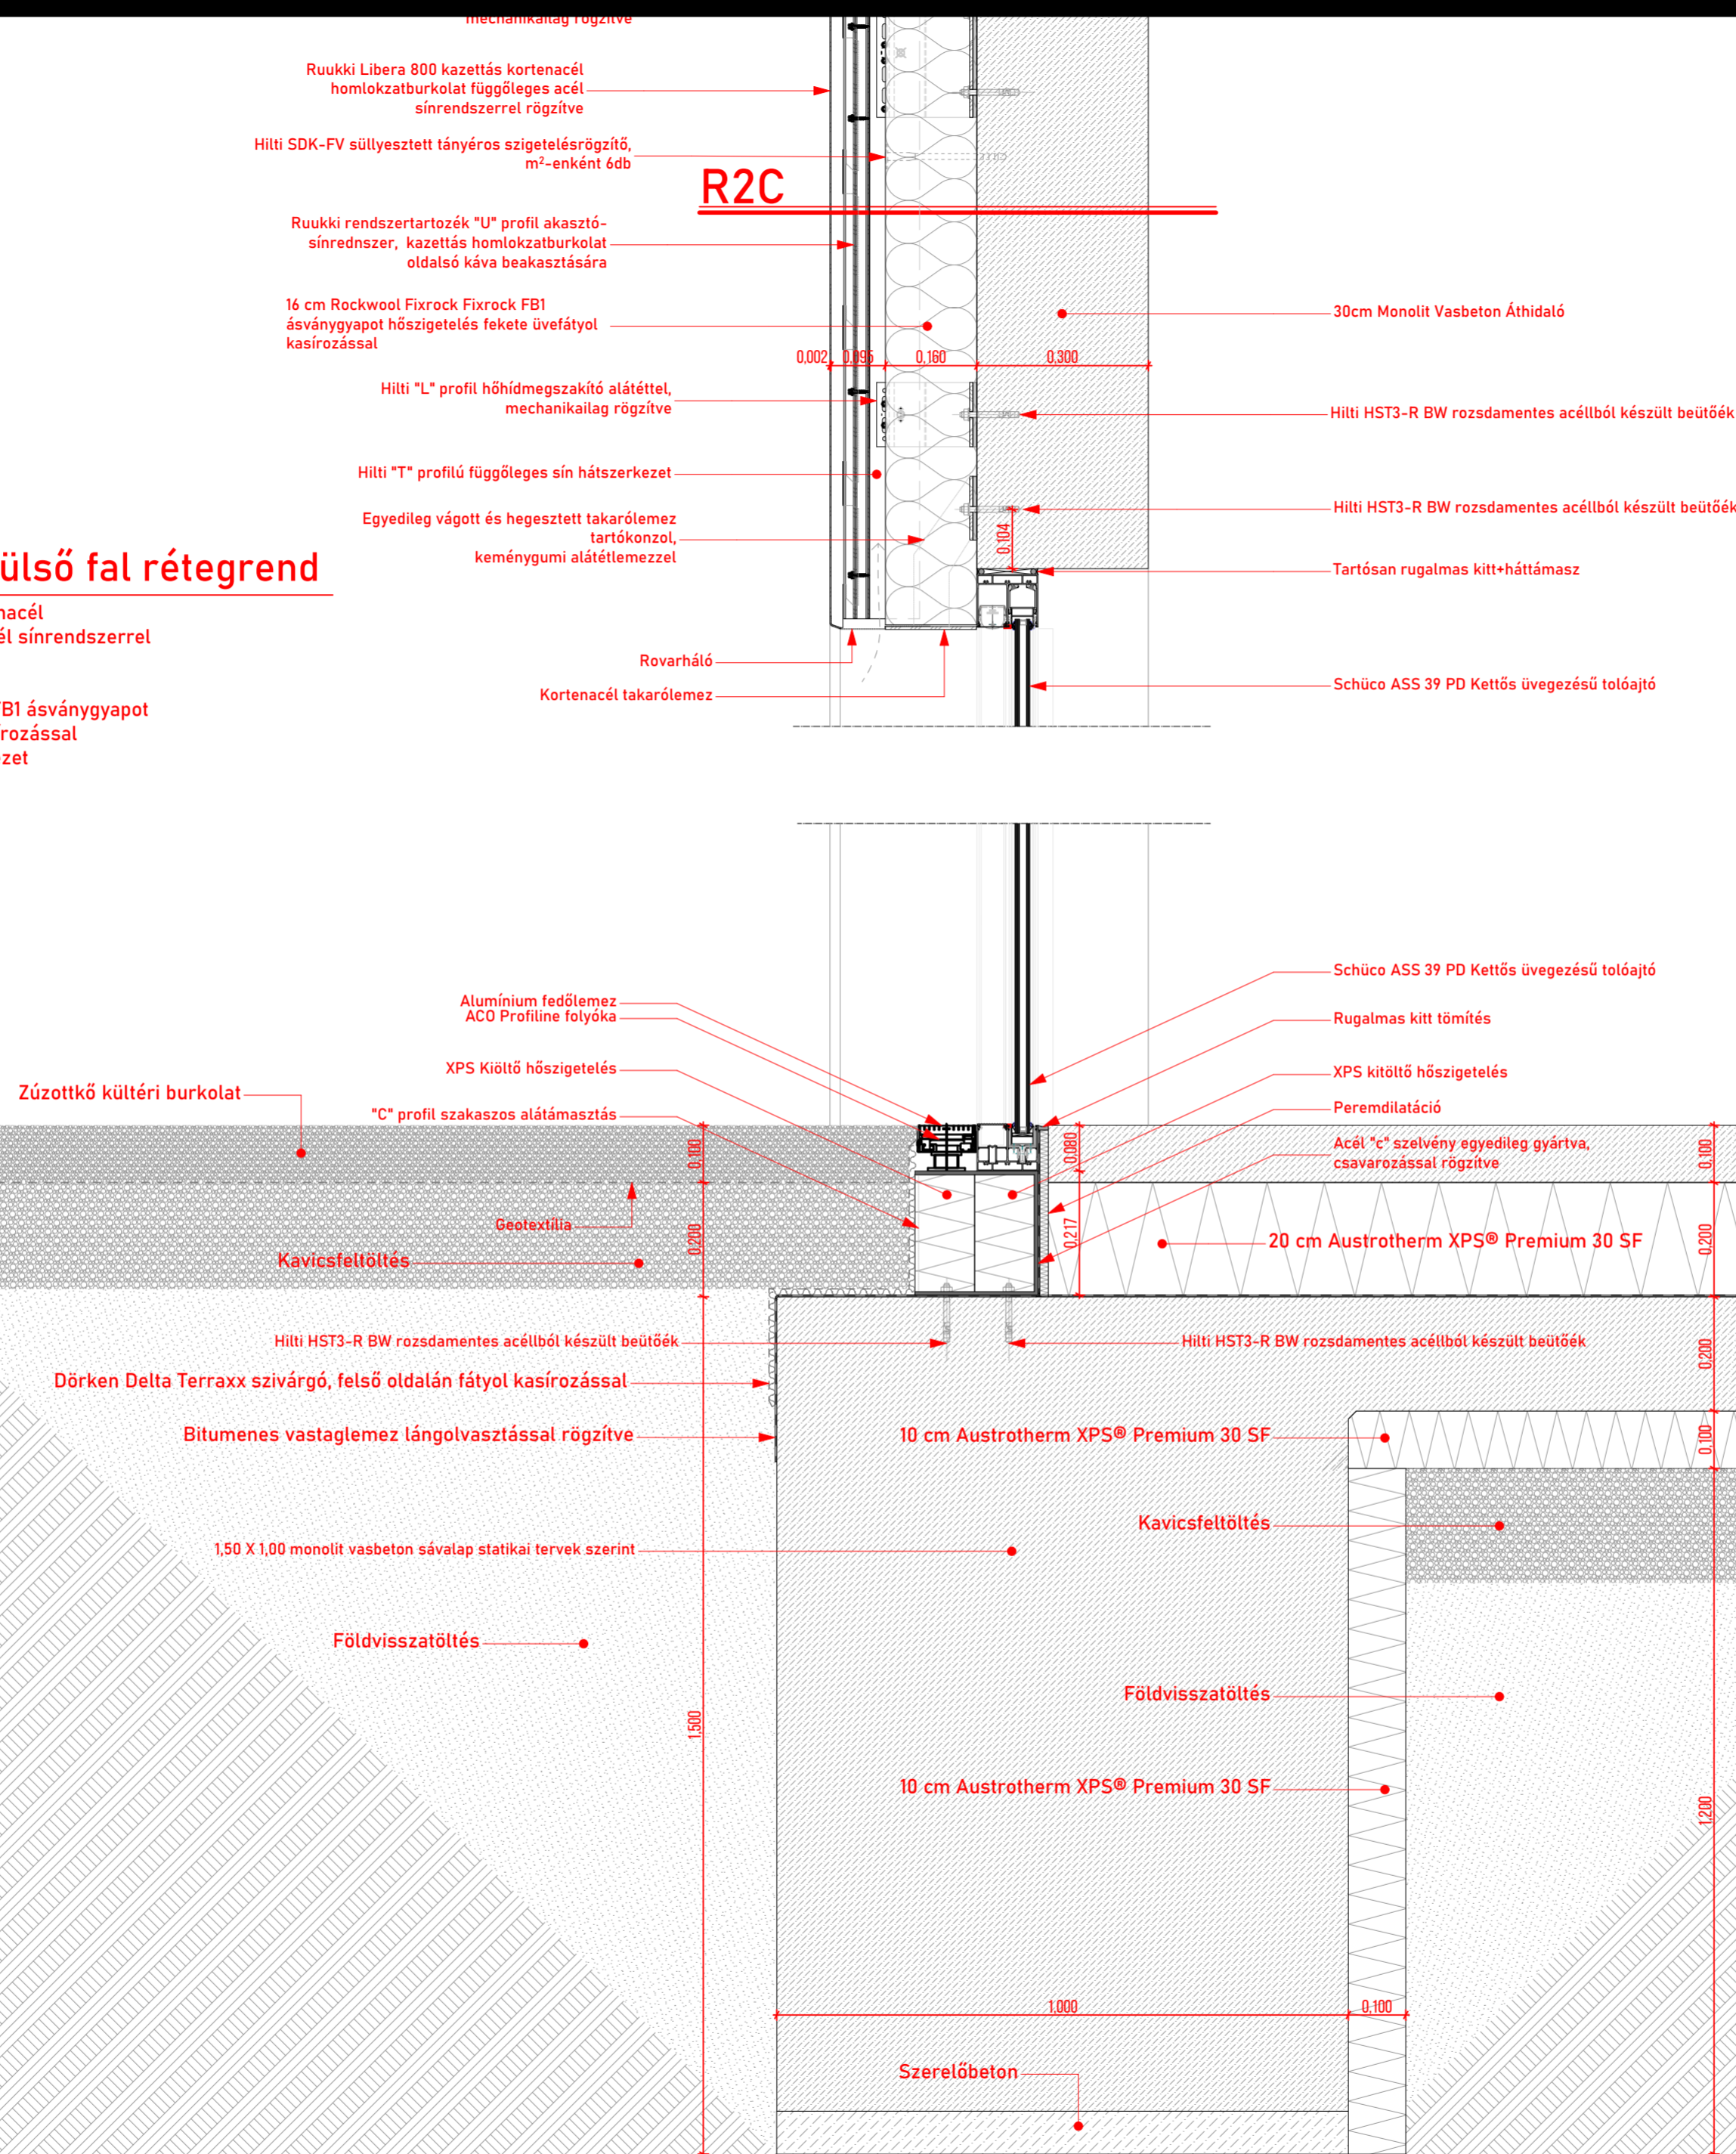 mechanikailag rögzítve
Ruukki Libera 800 kazettás kortenacél
homlokzatburkolat függőleges acél
sínrendszerrel rögzítve
Hilti SDK-FV süllyesztett tányéros szigetelésrögzítő,
m²-enként 6db
R2C
Ruukki rendszertartozék "U" profil akasztó-
sínrednszer, kazettás homlokzatburkolat
oldalsó káva beakasztására
16 cm Rockwool Fixrock Fixrock FB1
ásványgyapot hőszigetelés fekete üvefátyol
kasírozással
30cm Monolit Vasbeton Áthidaló
0,002 0,095 0,160 0,300
Hilti "L" profil hőhídmegszakító alátéttel,
mechanikailag rögzítve
Hilti HST3-R BW rozsdamentes acéllból készült beütőék
Hilti "T" profilú függőleges sín hátszerkezet
Hilti HST3-R BW rozsdamentes acéllból készült beütőék
Egyedileg vágott és hegesztett takarólemez
tartókonzol,
keménygumi alátétlemezzel
0,104
Tartósan rugalmas kitt+háttámasz
ülső fal rétegrend
nacél
él sínrendszerrel
FB1 ásványgyapot
írozással
ezet
Rovarháló
Kortenacél takarólemez
Schüco ASS 39 PD Kettős üvegezésű tolóajtó
Schüco ASS 39 PD Kettős üvegezésű tolóajtó
Alumínium fedőlemez
ACO Profiline folyóka
Rugalmas kitt tömítés
XPS Kiöltő hőszigetelés
XPS kitöltő hőszigetelés
Zúzottkő kültéri burkolat
"C" profil szakaszos alátámasztás
Peremdilatáció
Acél "c" szelvény egyedileg gyártva,
csavarozással rögzítve
0,100
0,080
0,100
Geotextília
0,200
0,217
20 cm Austrotherm XPS® Premium 30 SF
0,200
Kavicsfeltöltés
Hilti HST3-R BW rozsdamentes acéllból készült beütőék
Hilti HST3-R BW rozsdamentes acéllból készült beütőék
0,200
Dörken Delta Terraxx szivárgó, felső oldalán fátyol kasírozással
Bitumenes vastaglemez lángolvasztással rögzítve
10 cm Austrotherm XPS® Premium 30 SF
0,100
Kavicsfeltöltés
1,50 X 1,00 monolit vasbeton sávalap statikai tervek szerint
Földvisszatöltés
Földvisszatöltés
1,500
10 cm Austrotherm XPS® Premium 30 SF
1,200
1,000 0,100
Szerelőbeton